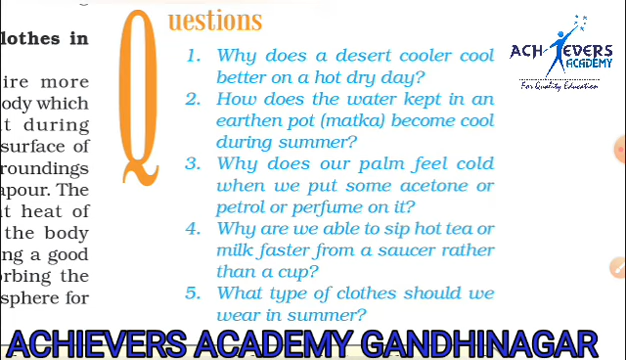 lothes in
ire more
ody which
t during
surface of
roundings
apour. The
t heat of
the body
ng a good
orbing the
sphere for
Questions
1. Why does a desert cooler cool
better on a hot dry day?
2. How does the water kept in an
earthen pot (matka) become cool
during summer?
3. Why does our palm feel cold
when we put some acetone or
petrol or perfume on it?
4. Why are we able to sip hot tea or
milk faster from a saucer rather
than a cup?
5. What type of clothes should we
wear in summer?
ACHIEVERS
ACADEMY
For Quality Education
ACHIEVERS ACADEMY GANDHINAGAR